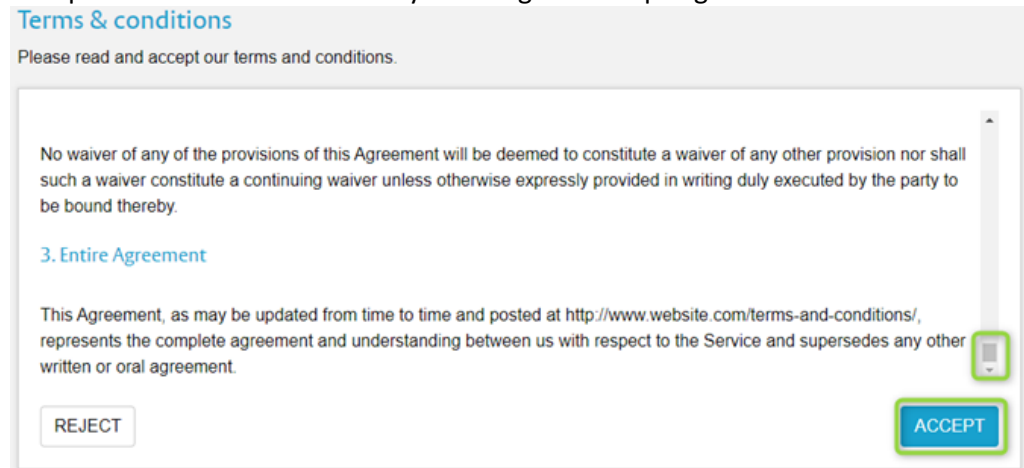 Terms & conditions
Please read and accept our terms and conditions.
No waiver of any of the provisions of this Agreement will be deemed to constitute a waiver of any other provision nor shall
such a waiver constitute a continuing waiver unless otherwise expressly provided in writing duly executed by the party to
be bound thereby.
3. Entire Agreement
This Agreement, as may be updated from time to time and posted at http://www.website.com/terms-and-conditions/,
represents the complete agreement and understanding between us with respect to the Service and supersedes any other
written or oral agreement.
REJECT
ACCEPT